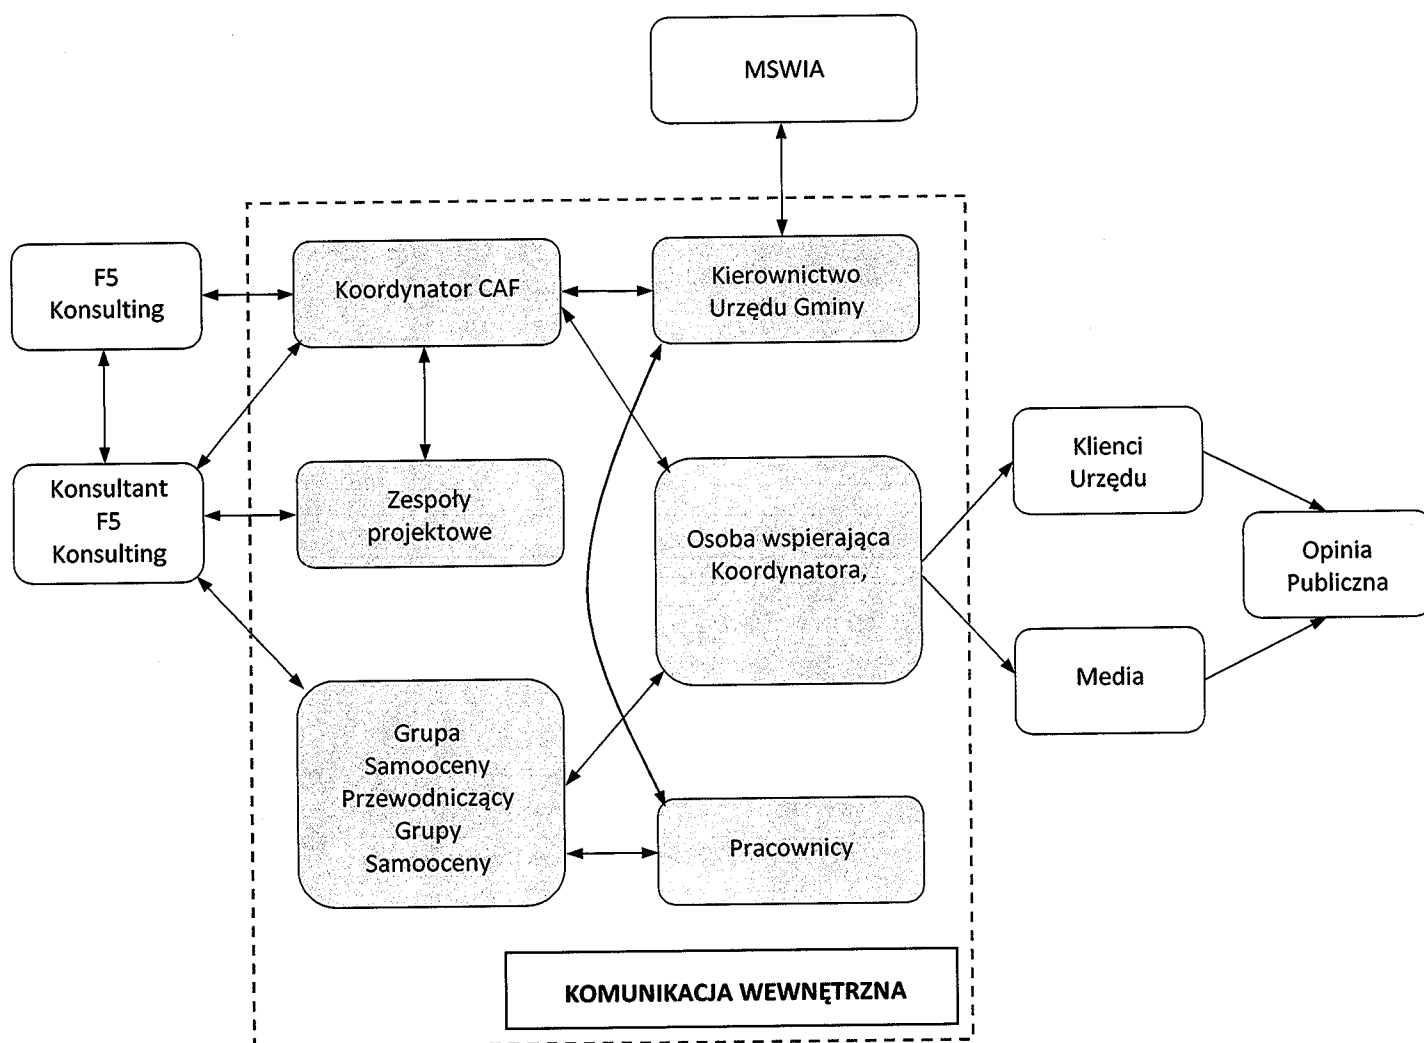 MSWIA
F5
Konsulting
Koordynator CAF
Kierownictwo
Urzędu Gminy
Konsultant
F5
Konsulting
Zespoły
projektowe
Osoba wspierająca
Koordynatora,
Klienci
Urzędu
Opinia
Publiczna
Media
Grupa
Samooceny
Przewodniczący
Grupy
Samooceny
Pracownicy
KOMUNIKACJA WEWNĘTRZNA